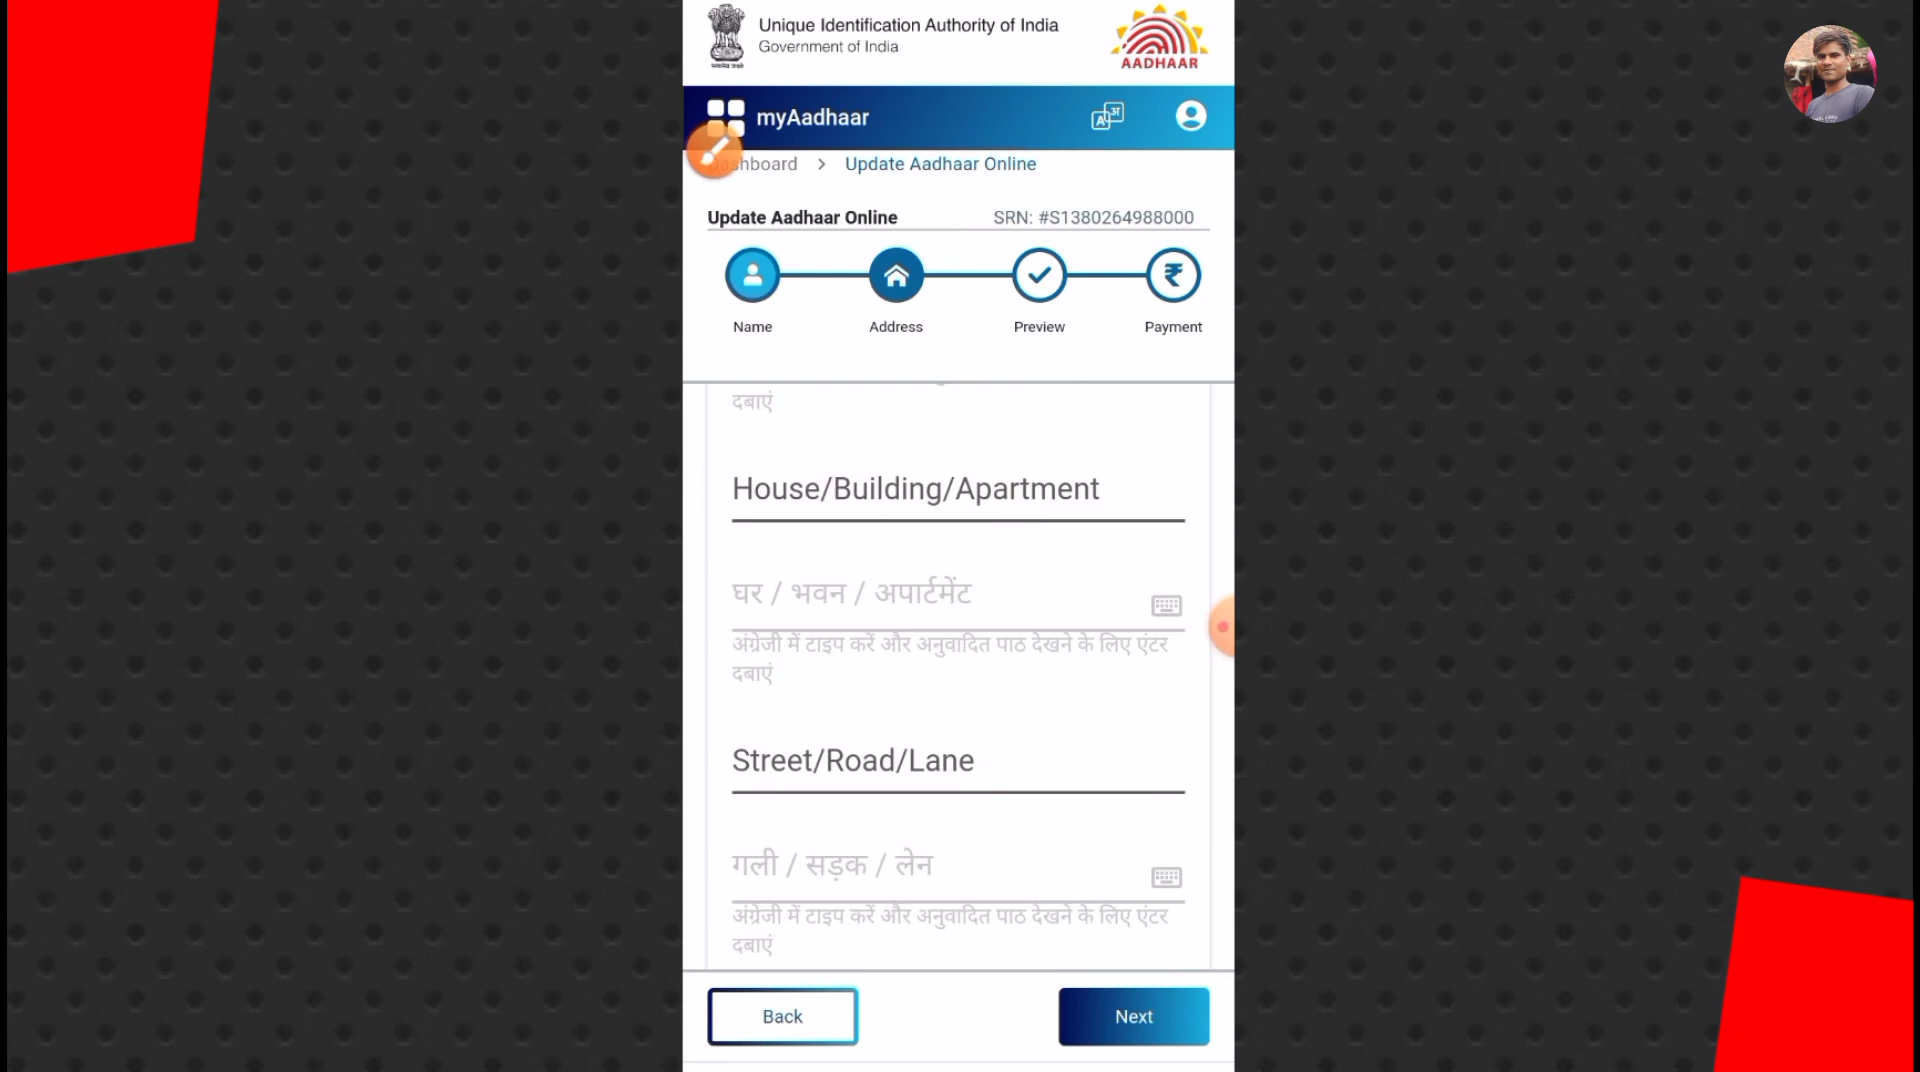 Unique Identification Authority of India
Government of India
AADHAAR
myAadhaar
shboard > Update Aadhaar Online
Update Aadhaar Online SRN: #S1380264988000
Name Address Preview Payment
दबाएं
House/Building/Apartment
घर / भवन / अपार्टमेंट
अंग्रेजी में टाइप करें और अनुवादित पाठ देखने के लिए एंटर
दबाएं
Street/Road/Lane
गली / सड़क / लेन
अंग्रेजी में टाइप करें और अनुवादित पाठ देखने के लिए एंटर
दबाएं
Back Next